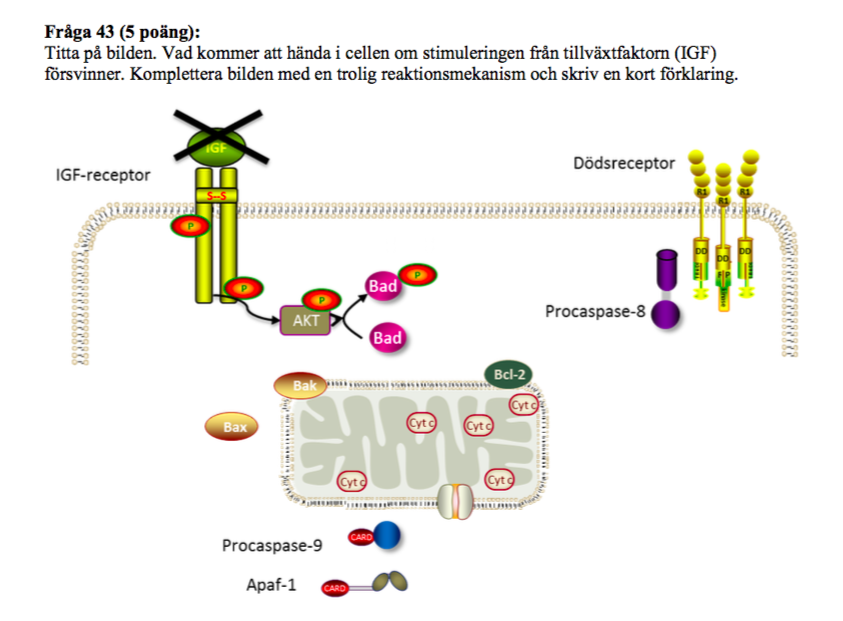 Fråga 43 (5 poäng):
Titta på bilden. Vad kommer att hända i cellen om stimuleringen från tillväxtfaktorn (IGF)
försvinner. Komplettera bilden med en trolig reaktionsmekanism och skriv en kort förklaring.
IGF
Dödsreceptor
IGF-receptor
S--S
R1
R1
R1
P
DD
DD
DD
P
P
P
Bad
AKT
Bad
Procaspase-8
Bak
Bcl-2
Cyt c
Cyt c
Cyt c
Bax
Cyt c
Cyt c
Procaspase-9
CARD
Apaf-1
CARD